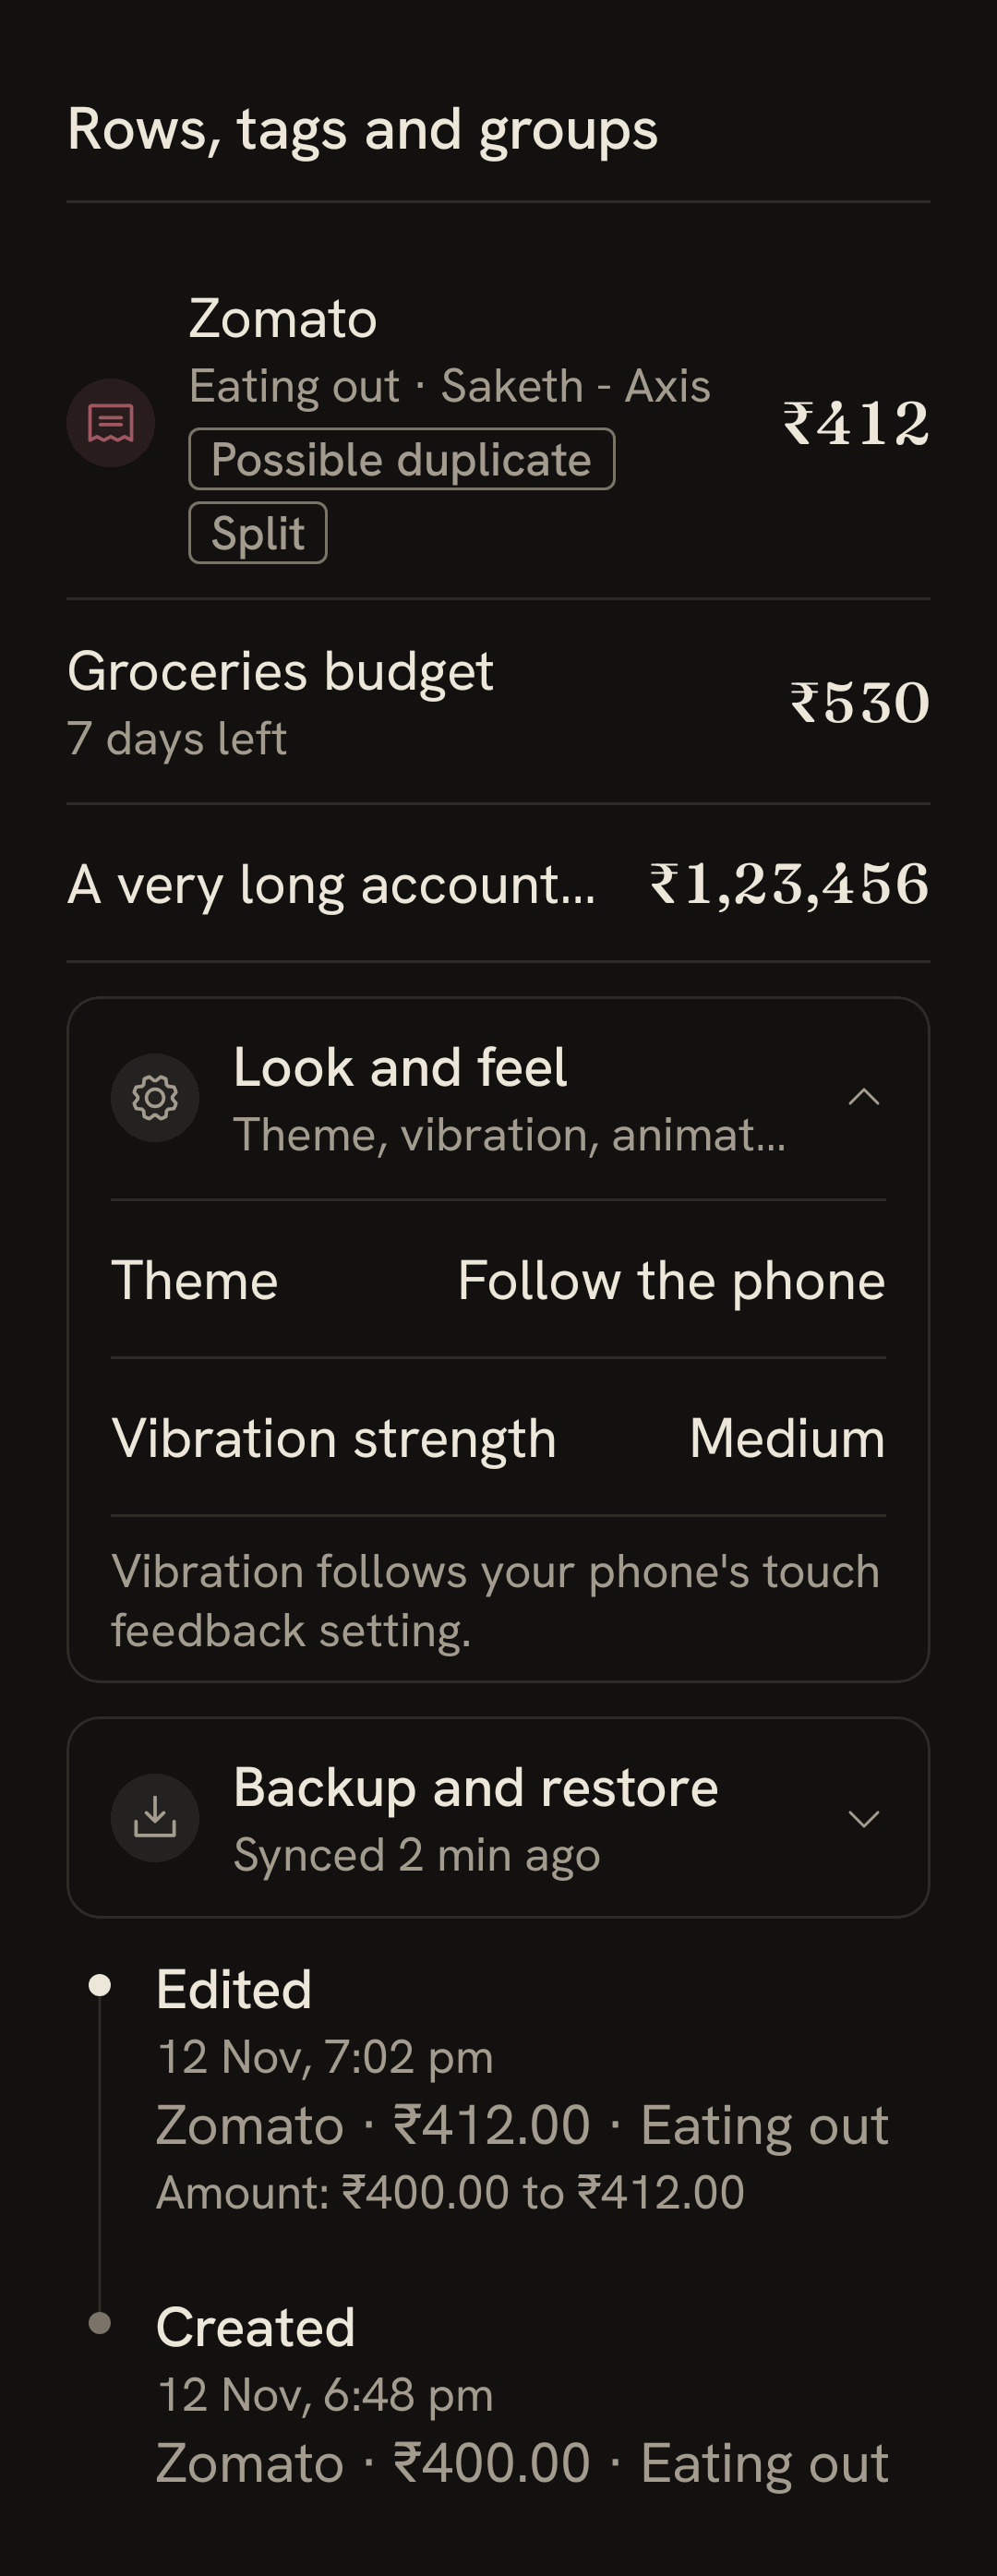 Rows, tags and groups
Zomato
Eating out · Saketh - Axis
₹412
Possible duplicate
Split
Groceries budget
7 days left
₹530
A very long account...
₹1,23,456
Look and feel
Theme, vibration, animat...
Theme
Follow the phone
Vibration strength
Medium
Vibration follows your phone's touch
feedback setting.
Backup and restore
Synced 2 min ago
Edited
12 Nov, 7:02 pm
Zomato · ₹412.00 · Eating out
Amount: ₹400.00 to ₹412.00
Created
12 Nov, 6:48 pm
Zomato · ₹400.00 · Eating out